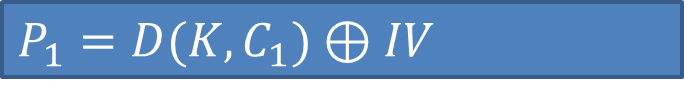 P₁ = D(K, C₁) ⊕ IV